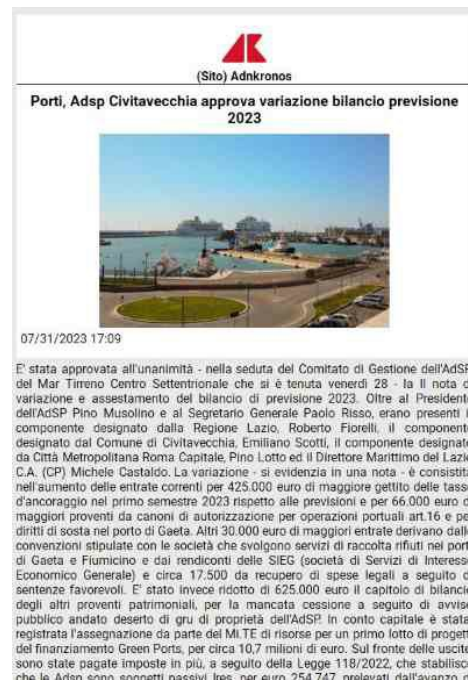 (Sito) Adnkronos
Porti, Adsp Civitavecchia approva variazione bilancio previsione
2023
07/31/2023 17:09
E' stata approvata all'unanimità - nella seduta del Comitato di Gestione dell'AdSP
del Mar Tirreno Centro Settentrionale che si è tenuta venerdì 28 - la II nota d
variazione e assestamento del bilancio di previsione 2023. Oltre al Presidente
dell'AdSP Pino Musolino e al Segretario Generale Paolo Risso, erano presenti i
componente designato dalla Regione Lazio, Roberto Fiorelli, il componente
designato dal Comune di Civitavecchia, Emiliano Scotti, il componente designato
da Città Metropolitana Roma Capitale, Pino Lotto ed il Direttore Marittimo del Lazio
C.A. (CP) Michele Castaldo. La variazione - si evidenzia in una nota - è consistita
nell'aumento delle entrate correnti per 425.000 euro di maggiore gettito delle tasse
d'ancoraggio nel primo semestre 2023 rispetto alle previsioni e per 66.000 euro d
maggiori proventi da canoni di autorizzazione per operazioni portuali art.16 e pe
diritti di sosta nel porto di Gaeta. Altri 30.000 euro di maggiori entrate derivano dalle
convenzioni stipulate con le società che svolgono servizi di raccolta rifiuti nei port
di Gaeta e Fiumicino e dai rendiconti delle SIEG (società di Servizi di Interesse
Economico Generale) e circa 17.500 da recupero di spese legali a seguito d
sentenze favorevoli. E' stato invece ridotto di 625.000 euro il capitolo di bilancio
degli altri proventi patrimoniali, per la mancata cessione a seguito di avviso
pubblico andato deserto di gru di proprietà dell'AdSP. In conto capitale è stata
registrata l'assegnazione da parte del Mi.TE di risorse per un primo lotto di progett
del finanziamento Green Ports, per circa 10,7 milioni di euro. Sul fronte delle uscite
sono state pagate imposte in più, a seguito della Legge 118/2022, che stabilisce
che le Adsp sono soggetti passivi Ires, per euro 254.747, prelevati dall'avanzo d